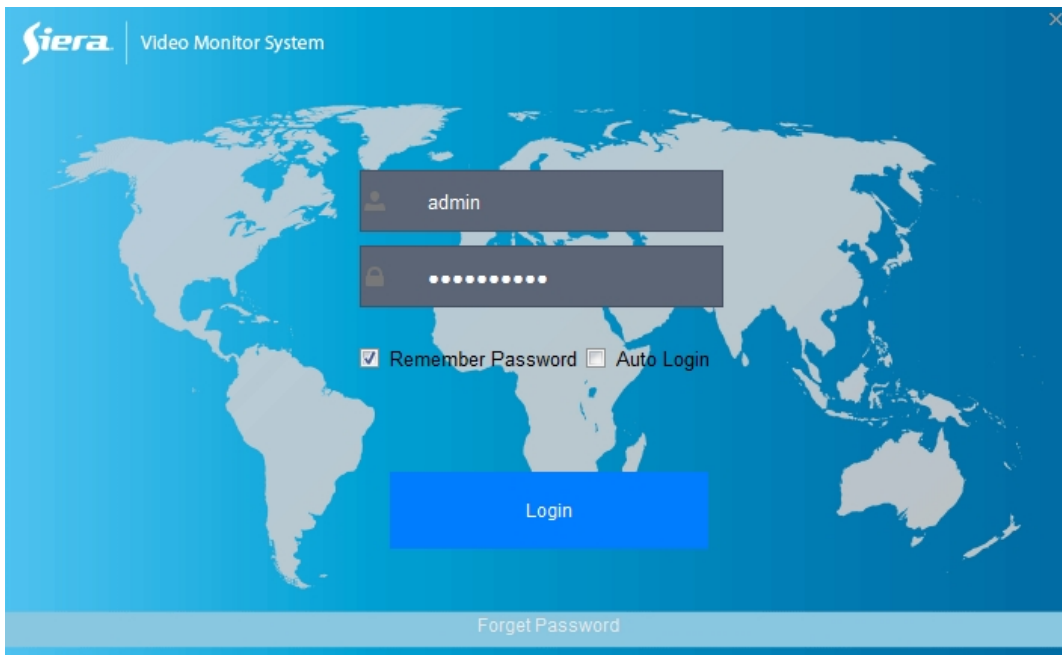 Siera
Video Monitor System
admin
••••••••••
Remember Password Auto Login
Login
Forget Password